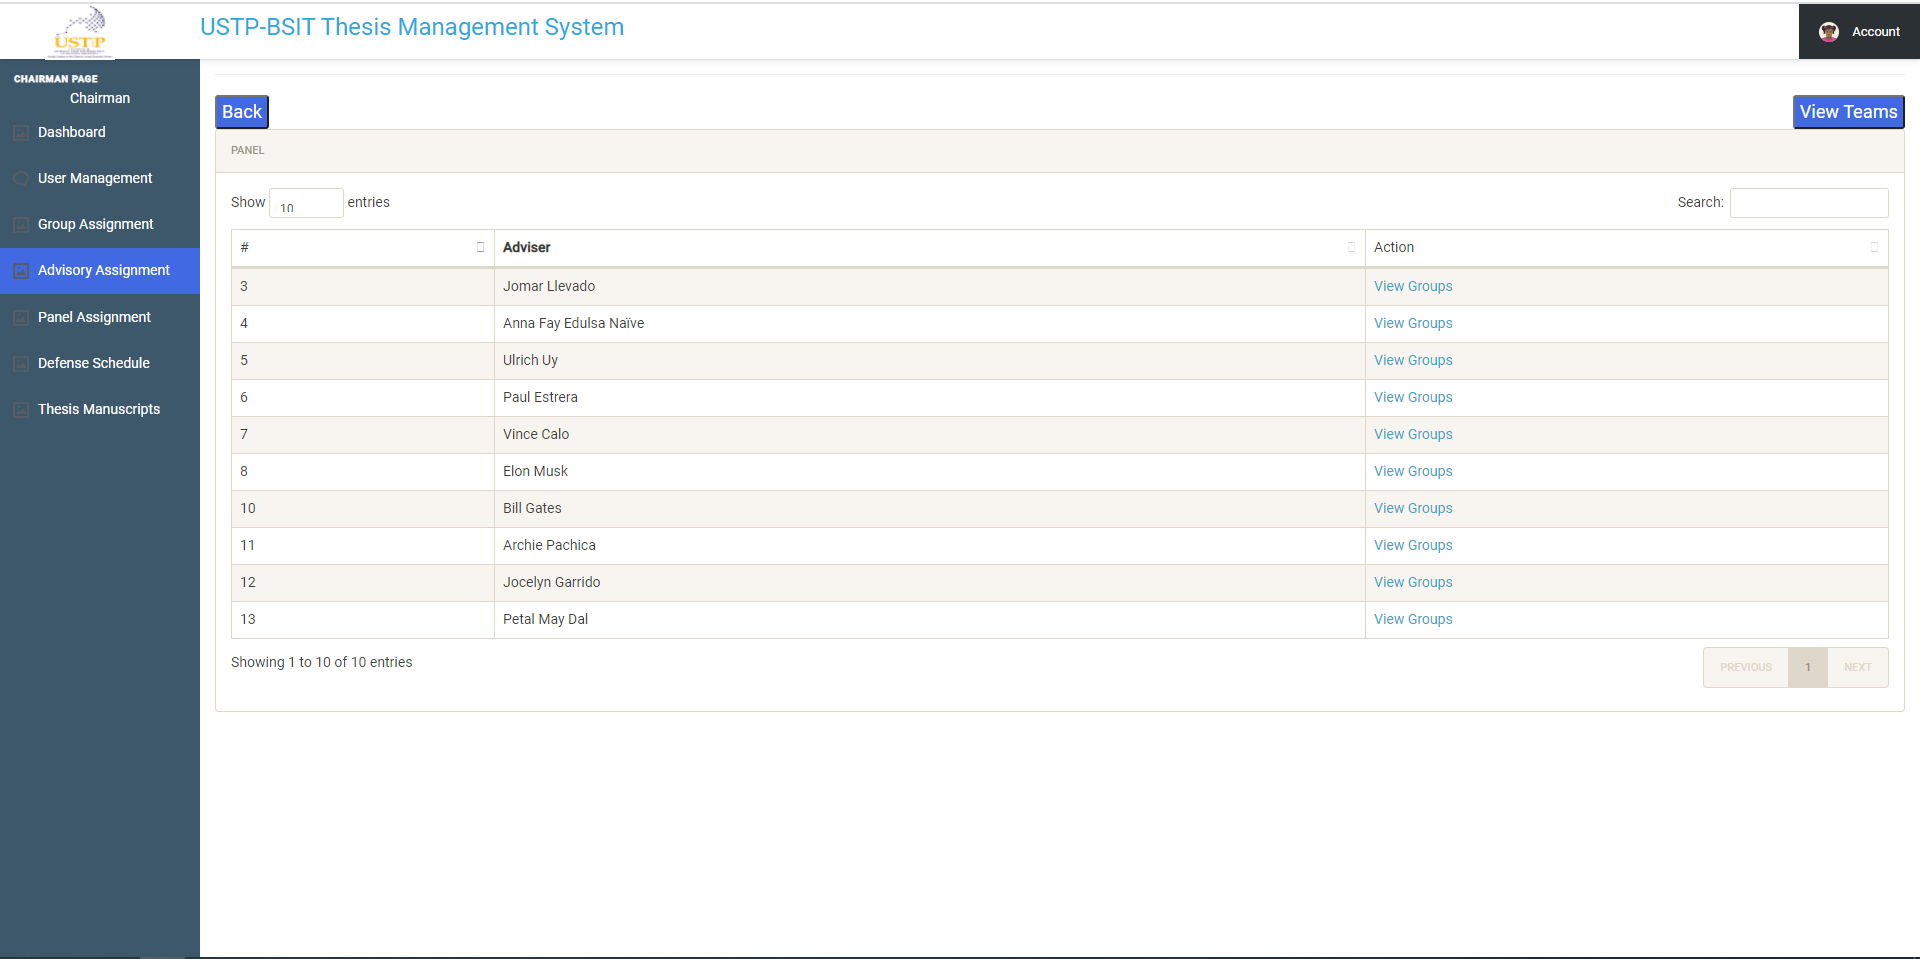 USTP
USTP-BSIT Thesis Management System
Account
CHAIRMAN PAGE
Chairman
Dashboard
User Management
Group Assignment
Advisory Assignment
Panel Assignment
Defense Schedule
Thesis Manuscripts
Back
View Teams
PANEL
Show 10 entries
Search:
# Adviser Action
3 Jomar Llevado View Groups
4 Anna Fay Edulsa Naïve View Groups
5 Ulrich Uy View Groups
6 Paul Estrera View Groups
7 Vince Calo View Groups
8 Elon Musk View Groups
10 Bill Gates View Groups
11 Archie Pachica View Groups
12 Jocelyn Garrido View Groups
13 Petal May Dal View Groups
Showing 1 to 10 of 10 entries
PREVIOUS 1 NEXT